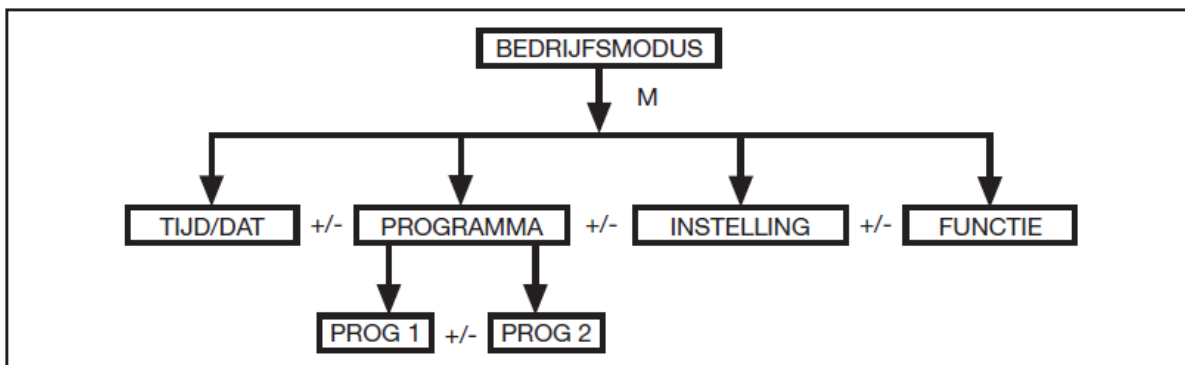 BEDRIJFSMODUS
M
TIJD/DAT +/- PROGRAMMA +/- INSTELLING +/- FUNCTIE
PROG 1 +/- PROG 2